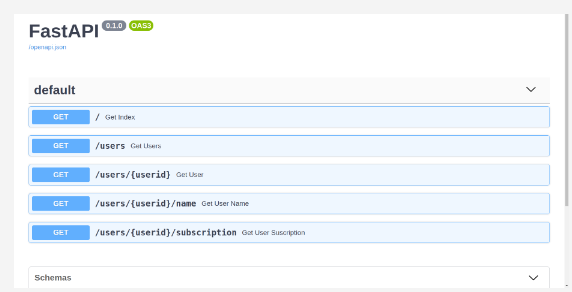 FastAPI 0.1.0 OAS3
/openapi.json
default
GET / Get Index
GET /users Get Users
GET /users/{userid} Get User
GET /users/{userid}/name Get User Name
GET /users/{userid}/subscription Get User Suscription
Schemas